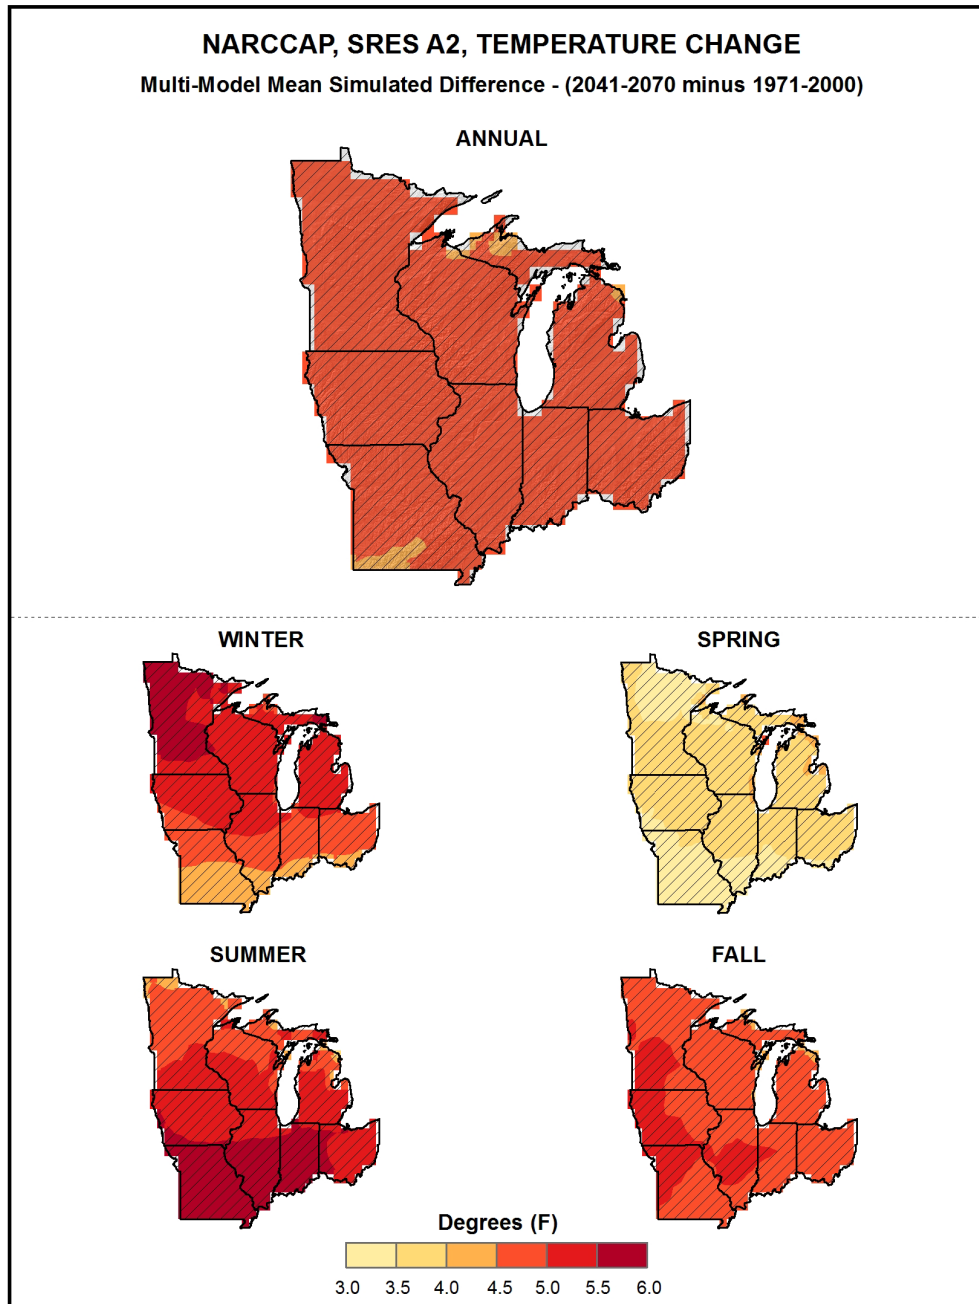 NARCCAP, SRES A2, TEMPERATURE CHANGE
Multi-Model Mean Simulated Difference - (2041-2070 minus 1971-2000)
ANNUAL
WINTER
SPRING
SUMMER
FALL
Degrees (F)
3.0 3.5 4.0 4.5 5.0 5.5 6.0